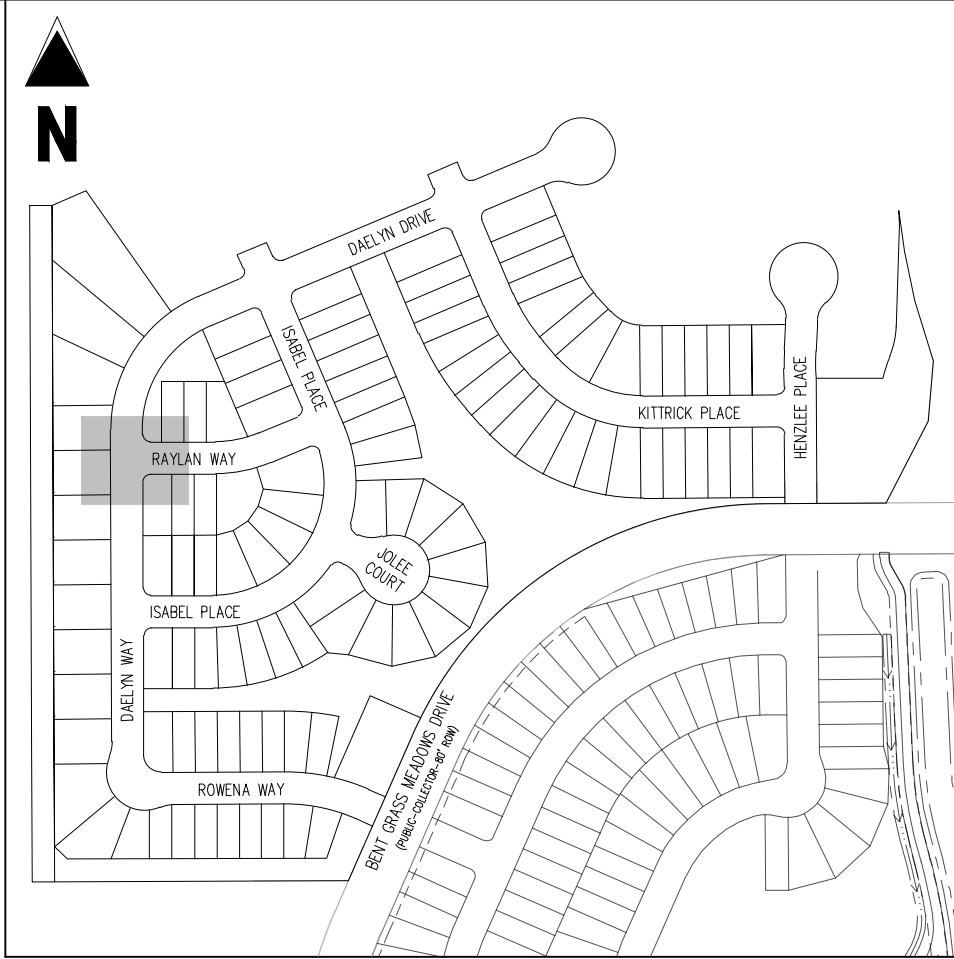 N
DAELYN DRIVE
ISABEL PLACE
HENZLEE PLACE
KITTRICK PLACE
RAYLAN WAY
JOLEE
COURT
ISABEL PLACE
DAELYN WAY
ROWENA WAY
BENT GRASS MEADOWS DRIVE
(PUBLIC-COLLECTOR-80' ROW)